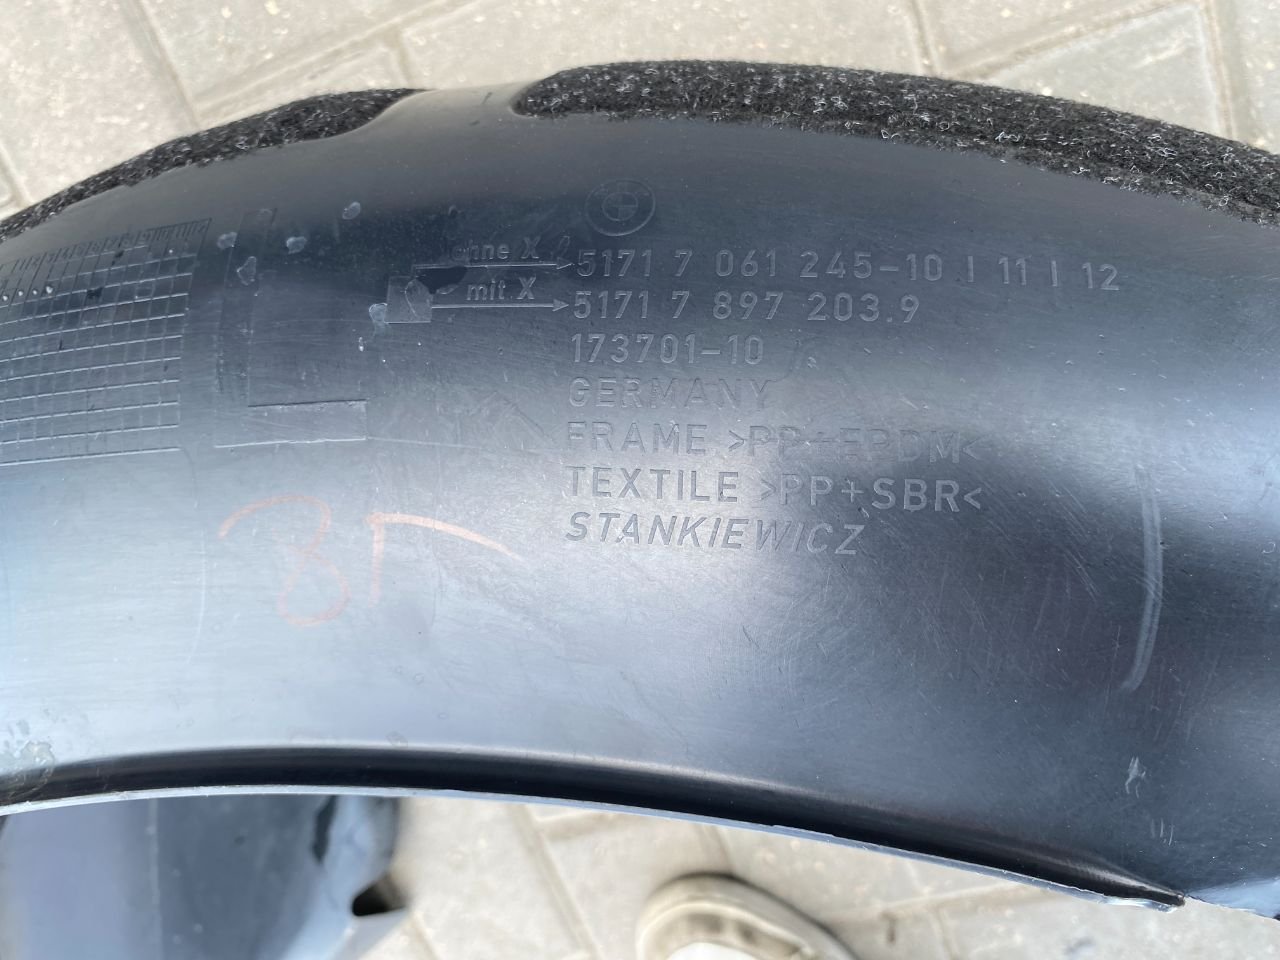 ohne X 5171 7 061 245-10 | 11 | 12
mit X 5171 7 897 203.9
173701-10
GERMANY
FRAME >PP+EPDM<
TEXTILE >PP+SBR<
STANKIEWICZ